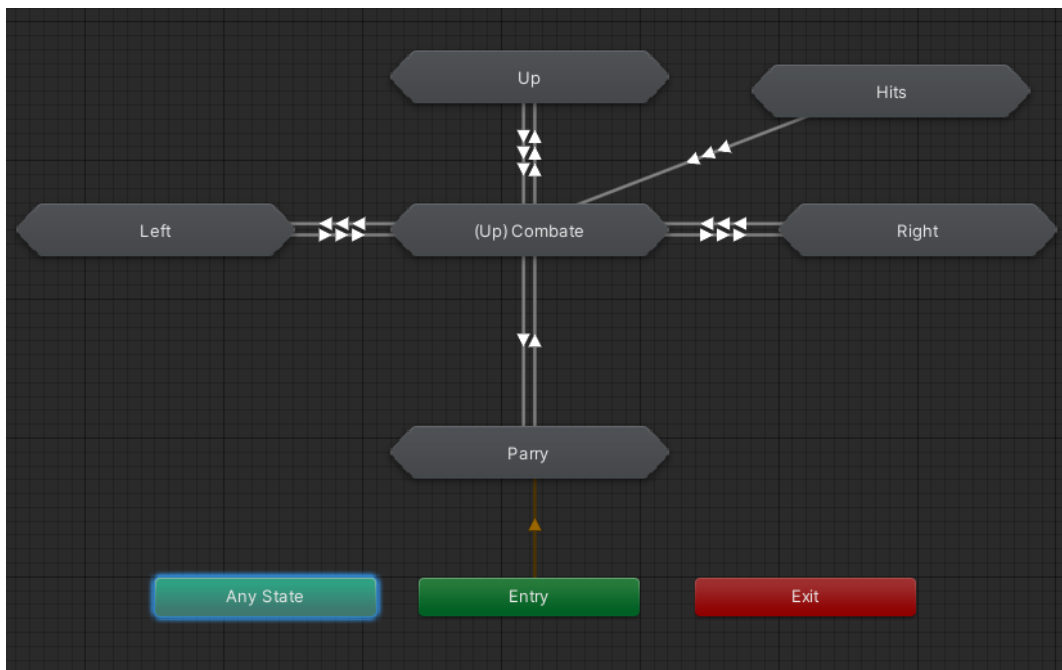 Up
Hits
Left
(Up) Combate
Right
Parry
Any State
Entry
Exit